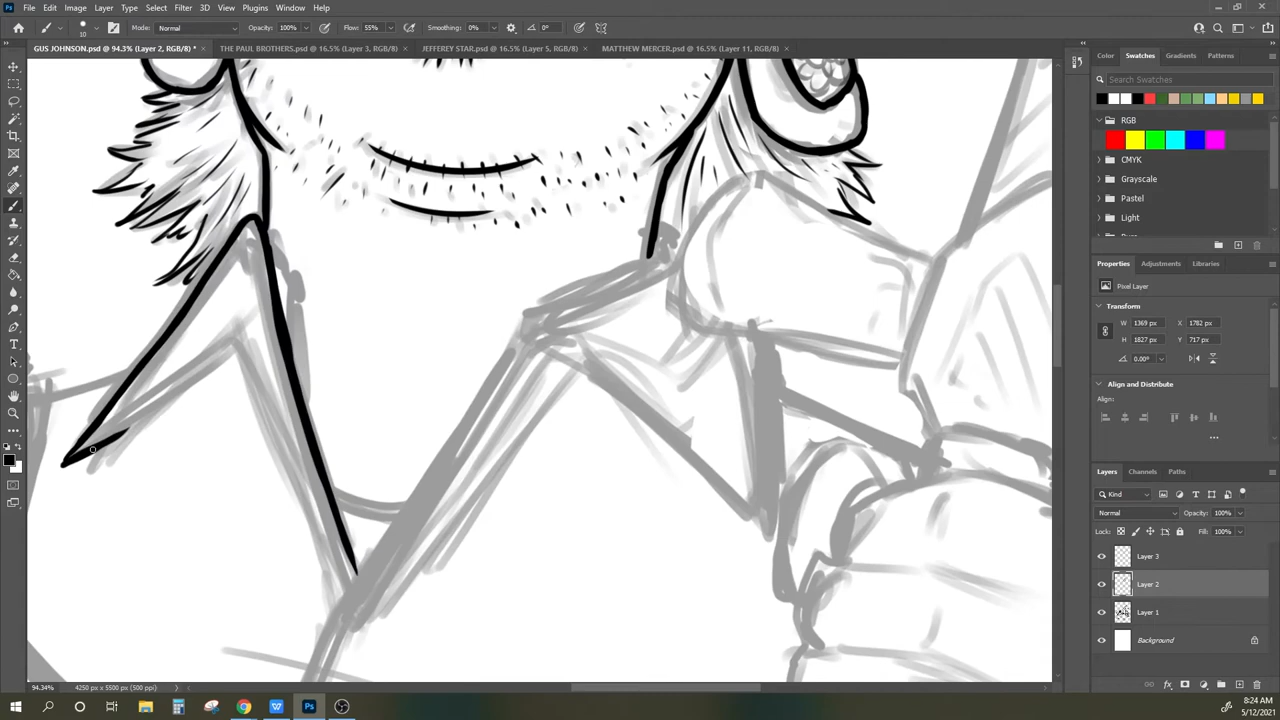 File Edit Image Layer Type Select Filter 3D View Plugins Window Help
10 Mode: Normal Opacity: 100% Flow: 55% Smoothing: 0% 0°
GUS JOHNSON.psd @ 94.3% (Layer 2, RGB/8) * × THE PAUL BROTHERS.psd @ 16.5% (Layer 3, RGB/8) × JEFFEREY STAR.psd @ 16.5% (Layer 5, RGB/8) × MATTHEW MERCER.psd @ 16.5% (Layer 11, RGB/8) ×
Color Swatches Gradients Patterns
Search Swatches
RGB
CMYK
Grayscale
Pastel
Light
Properties Adjustments Libraries
Pixel Layer
Transform
W 1369 px X 1782 px
H 1827 px Y 717 px
0.00°
Align and Distribute
Align:
Layers Channels Paths
Kind
Normal Opacity: 100%
Lock: Fill: 100%
Layer 3
Layer 2
Layer 1
Background
94.34% 4250 px x 5500 px (500 ppi)
8:24 AM
5/12/2021